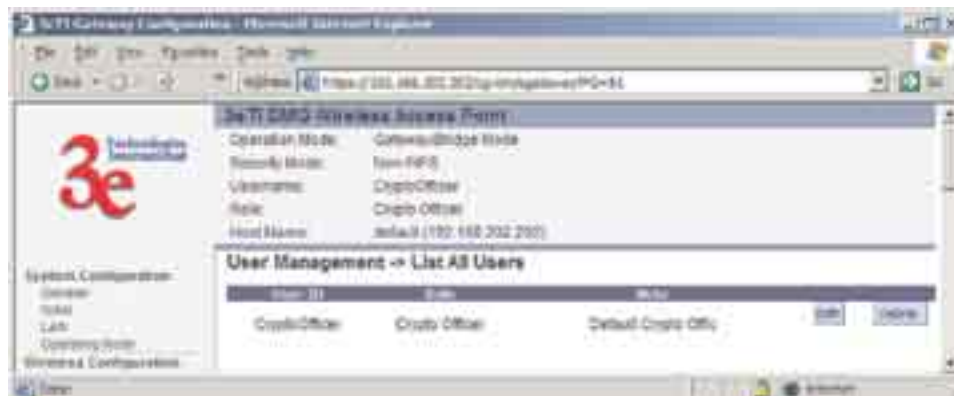 3eTI Gateway Configuration - Microsoft Internet Explorer
File Edit View Favorites Tools Help
Back Address
3eTI DMG Wireless Access Point
3e Technologies International
Operation Mode: Gateway/Bridge Mode
Security Mode: Non-FIPS
Username: CryptoOfficer
Role: Crypto Officer
Host Name: default (192.168.202.250)
User Management -> List All Users
User ID Role Note
CryptoOfficer Crypto Officer Default Crypto Offic Edit Delete
System Configuration
General
LAN
Operating Mode
Wireless Configuration
Done Internet